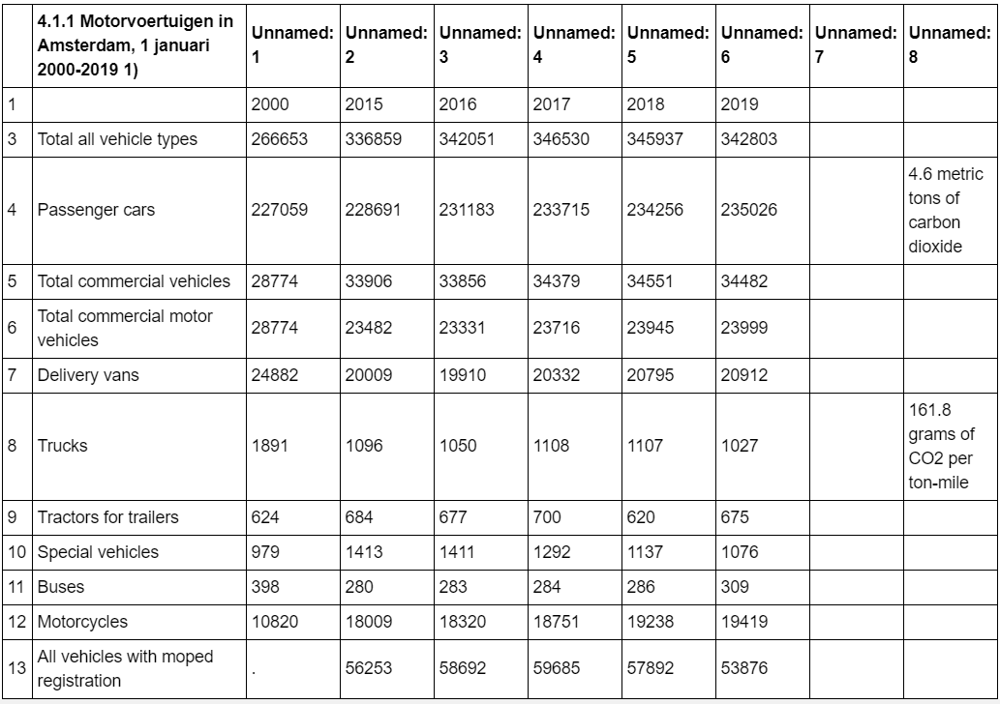 4.1.1 Motorvoertuigen in
Amsterdam, 1 januari
2000-2019 1)
Unnamed:
1
Unnamed:
2
Unnamed:
3
Unnamed:
4
Unnamed:
5
Unnamed:
6
Unnamed:
7
Unnamed:
8
1 2000 2015 2016 2017 2018 2019
3 Total all vehicle types 266653 336859 342051 346530 345937 342803
4 Passenger cars 227059 228691 231183 233715 234256 235026
4.6 metric
tons of
carbon
dioxide
5 Total commercial vehicles 28774 33906 33856 34379 34551 34482
6 Total commercial motor
vehicles
28774 23482 23331 23716 23945 23999
7 Delivery vans 24882 20009 19910 20332 20795 20912
8 Trucks 1891 1096 1050 1108 1107 1027
161.8
grams of
CO2 per
ton-mile
9 Tractors for trailers 624 684 677 700 620 675
10 Special vehicles 979 1413 1411 1292 1137 1076
11 Buses 398 280 283 284 286 309
12 Motorcycles 10820 18009 18320 18751 19238 19419
13 All vehicles with moped
registration
. 56253 58692 59685 57892 53876